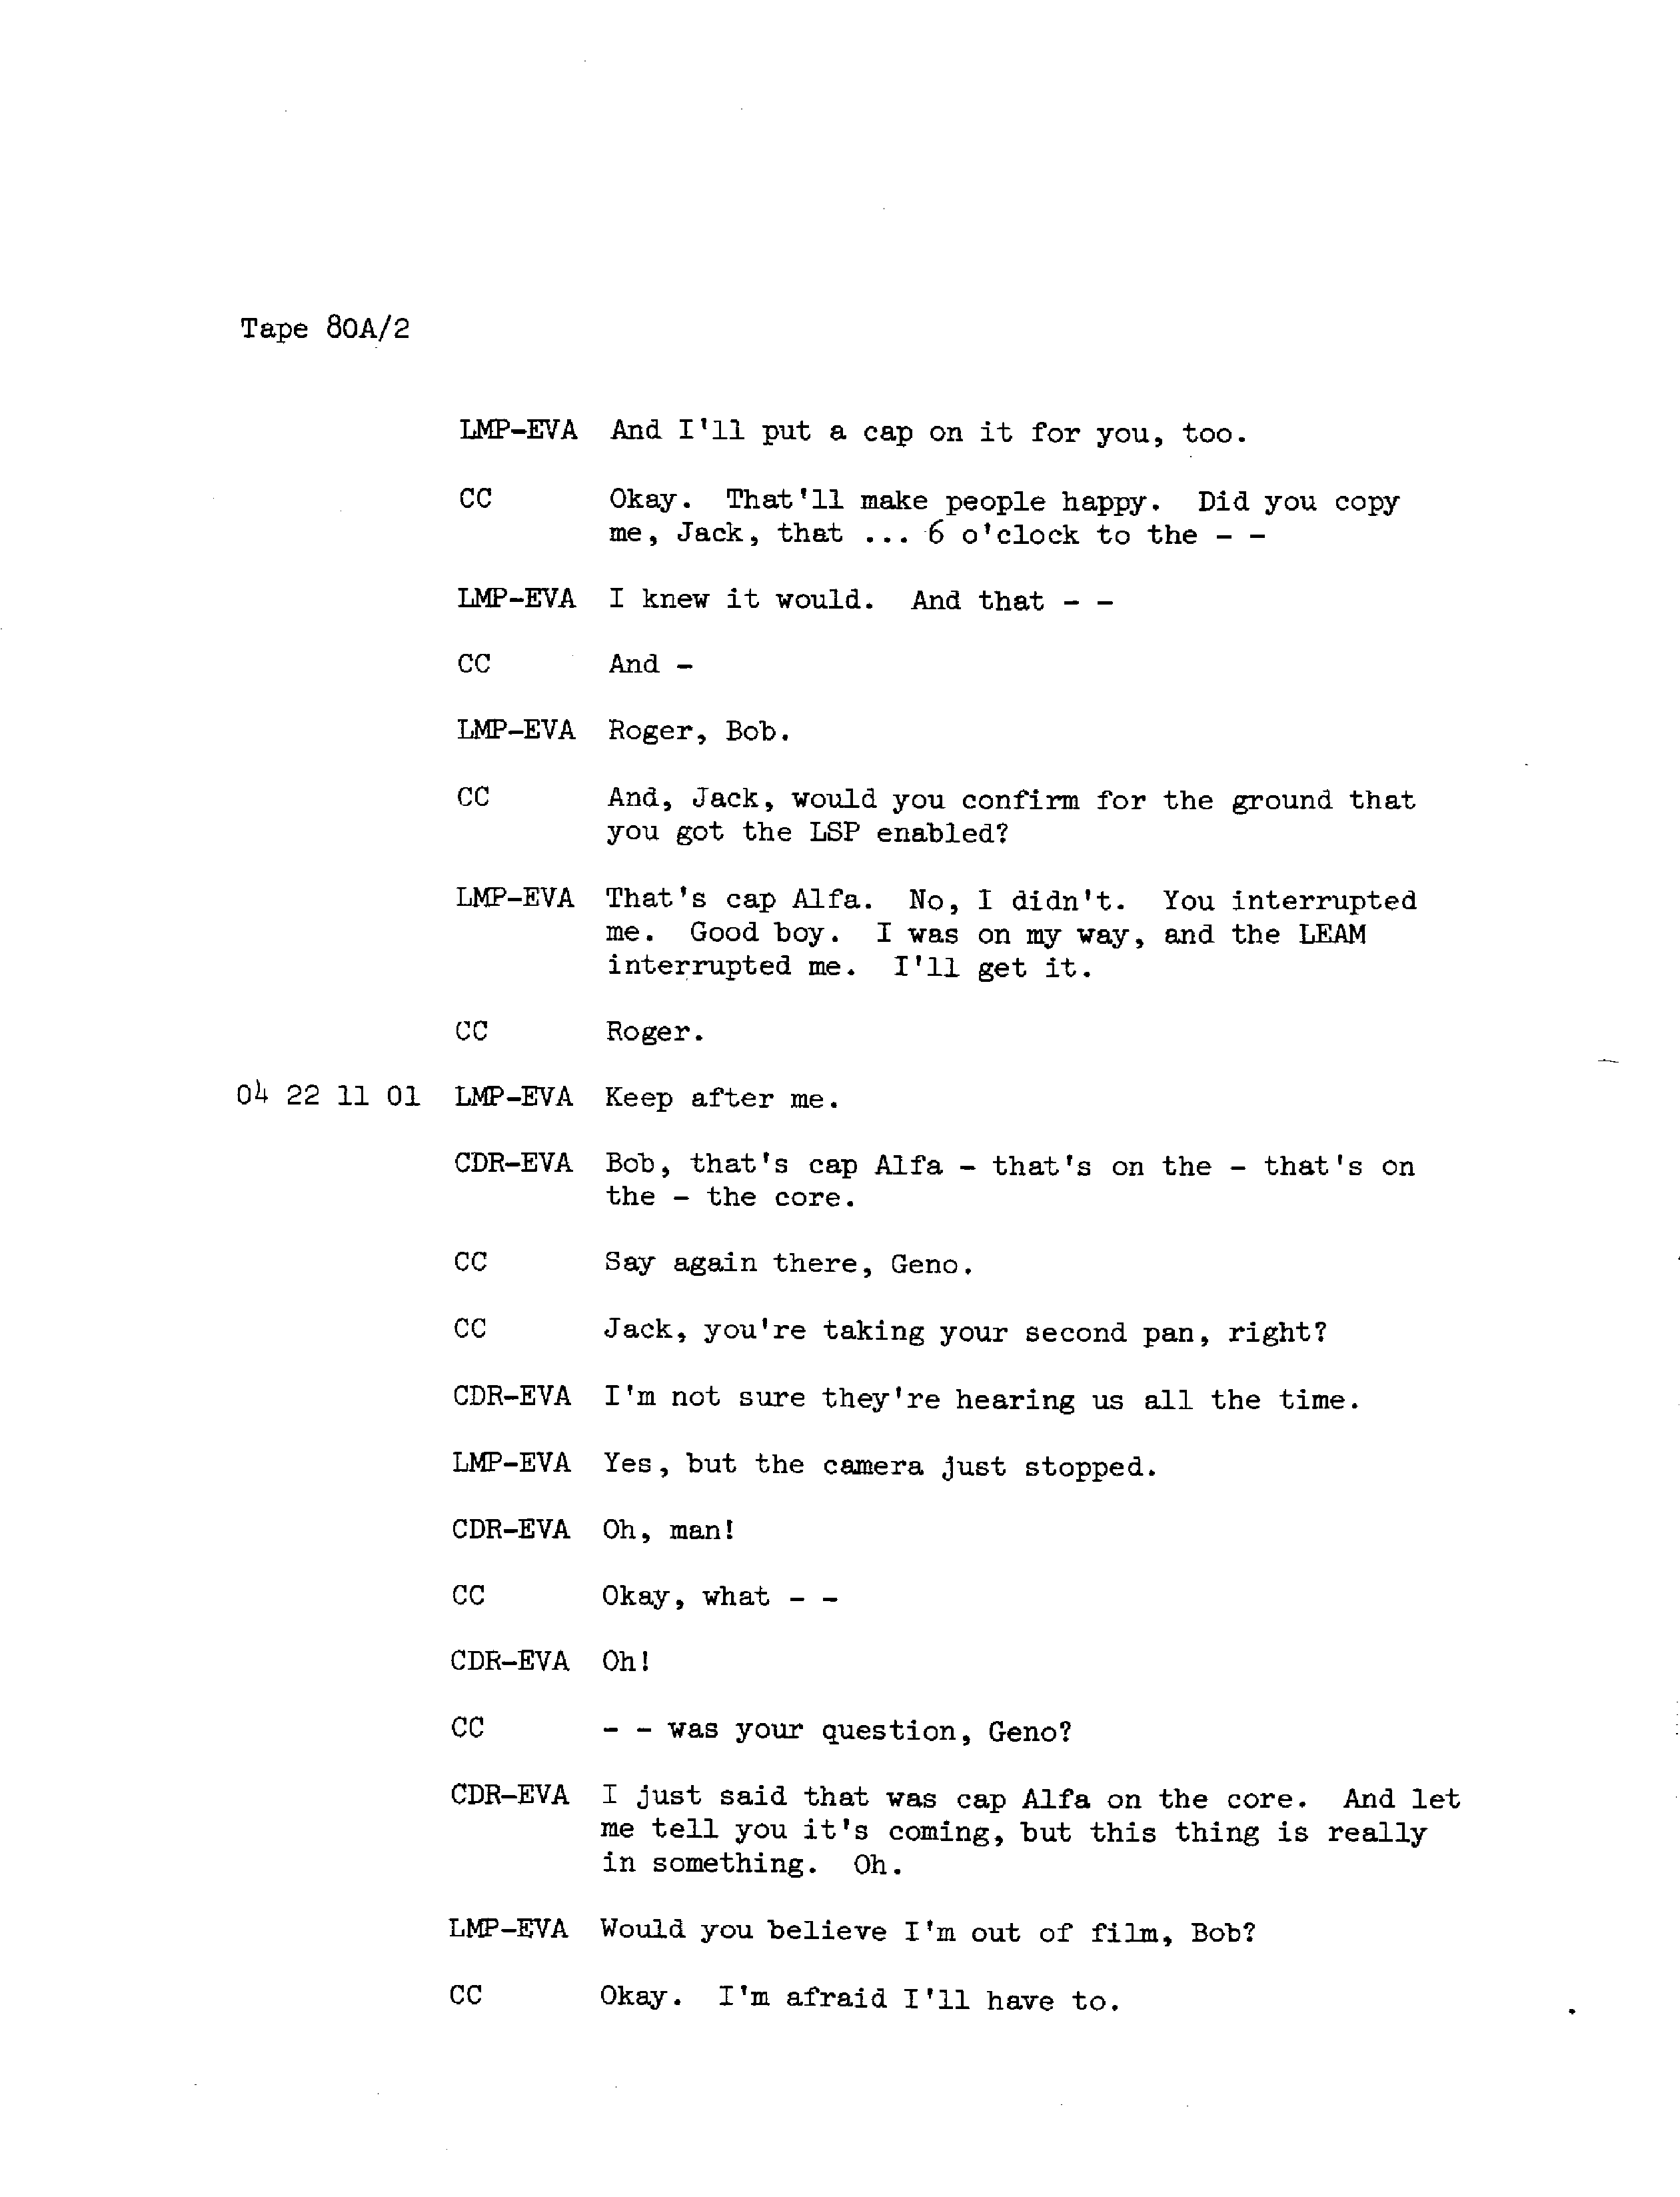 Tape 80A/2
LMP-EVA And I'll put a cap on it for you, too.
CC Okay. That'll make people happy. Did you copy
me, Jack, that ... 6 o'clock to the - -
LMP-EVA I knew it would. And that - -
CC And -
LMP-EVA Roger, Bob.
CC And, Jack, would you confirm for the ground that
you got the LSP enabled?
LMP-EVA That's cap Alfa. No, I didn't. You interrupted
me. Good boy. I was on my way, and the LEAM
interrupted me. I'll get it.
CC Roger.
04 22 11 01 LMP-EVA Keep after me.
CDR-EVA Bob, that's cap Alfa - that's on the - that's on
the - the core.
CC Say again there, Geno.
CC Jack, you're taking your second pan, right?
CDR-EVA I'm not sure they're hearing us all the time.
LMP-EVA Yes, but the camera just stopped.
CDR-EVA Oh, man!
CC Okay, what - -
CDR-EVA Oh!
CC - - was your question, Geno?
CDR-EVA I just said that was cap Alfa on the core. And let
me tell you it's coming, but this thing is really
in something. Oh.
LMP-EVA Would you believe I'm out of film, Bob?
CC Okay. I'm afraid I'll have to.